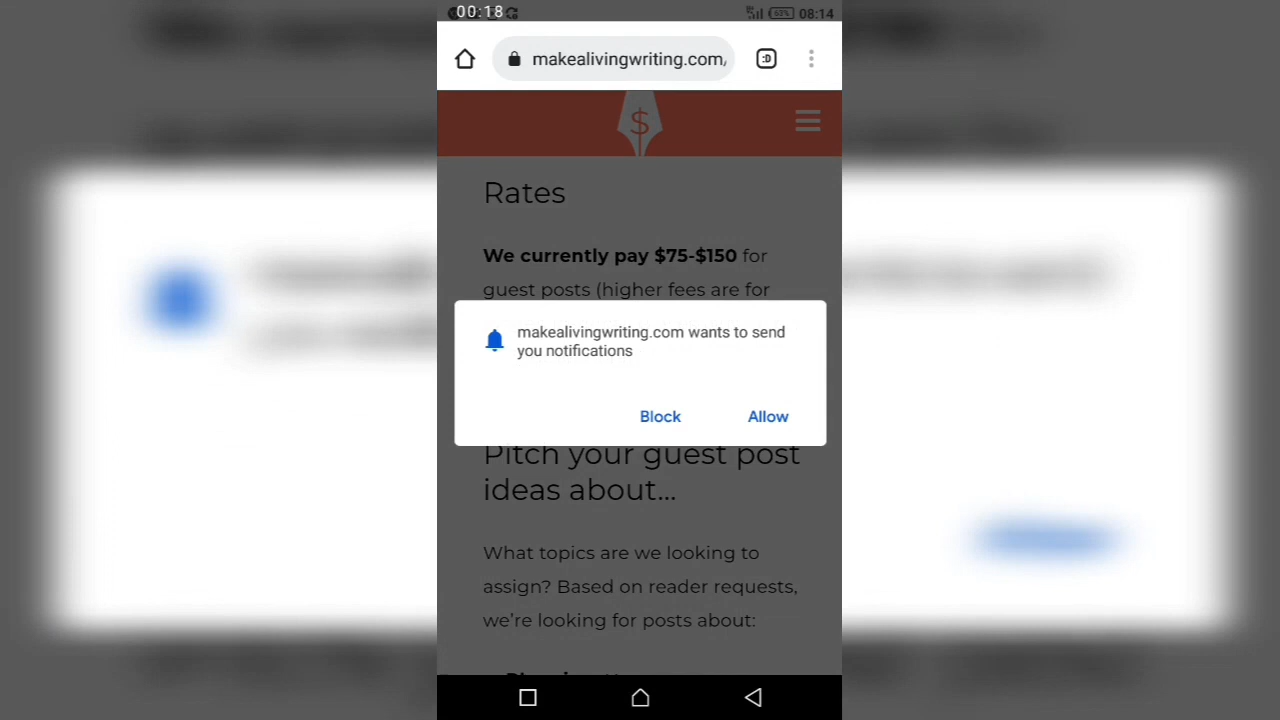 00:18
63%
08:14
makealivingwriting.com/
:D
$
Rates
We currently pay $75-$150 for
guest posts (higher fees are for
makealivingwriting.com wants to send
you notifications
Block
Allow
Pitch your guest post
ideas about...
What topics are we looking to
assign? Based on reader requests,
we're looking for posts about: